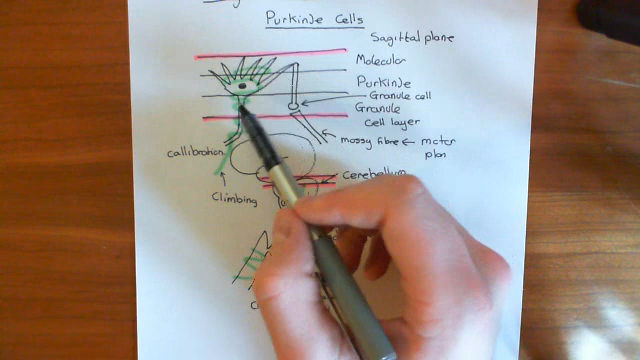 PurkinJe Cells
Sagittal plane
Molecular
PurkinJe
Granule cell
Granule
Cell layer
mossy fibre ← motor
plan
callibration
Cerebellum
Climbing